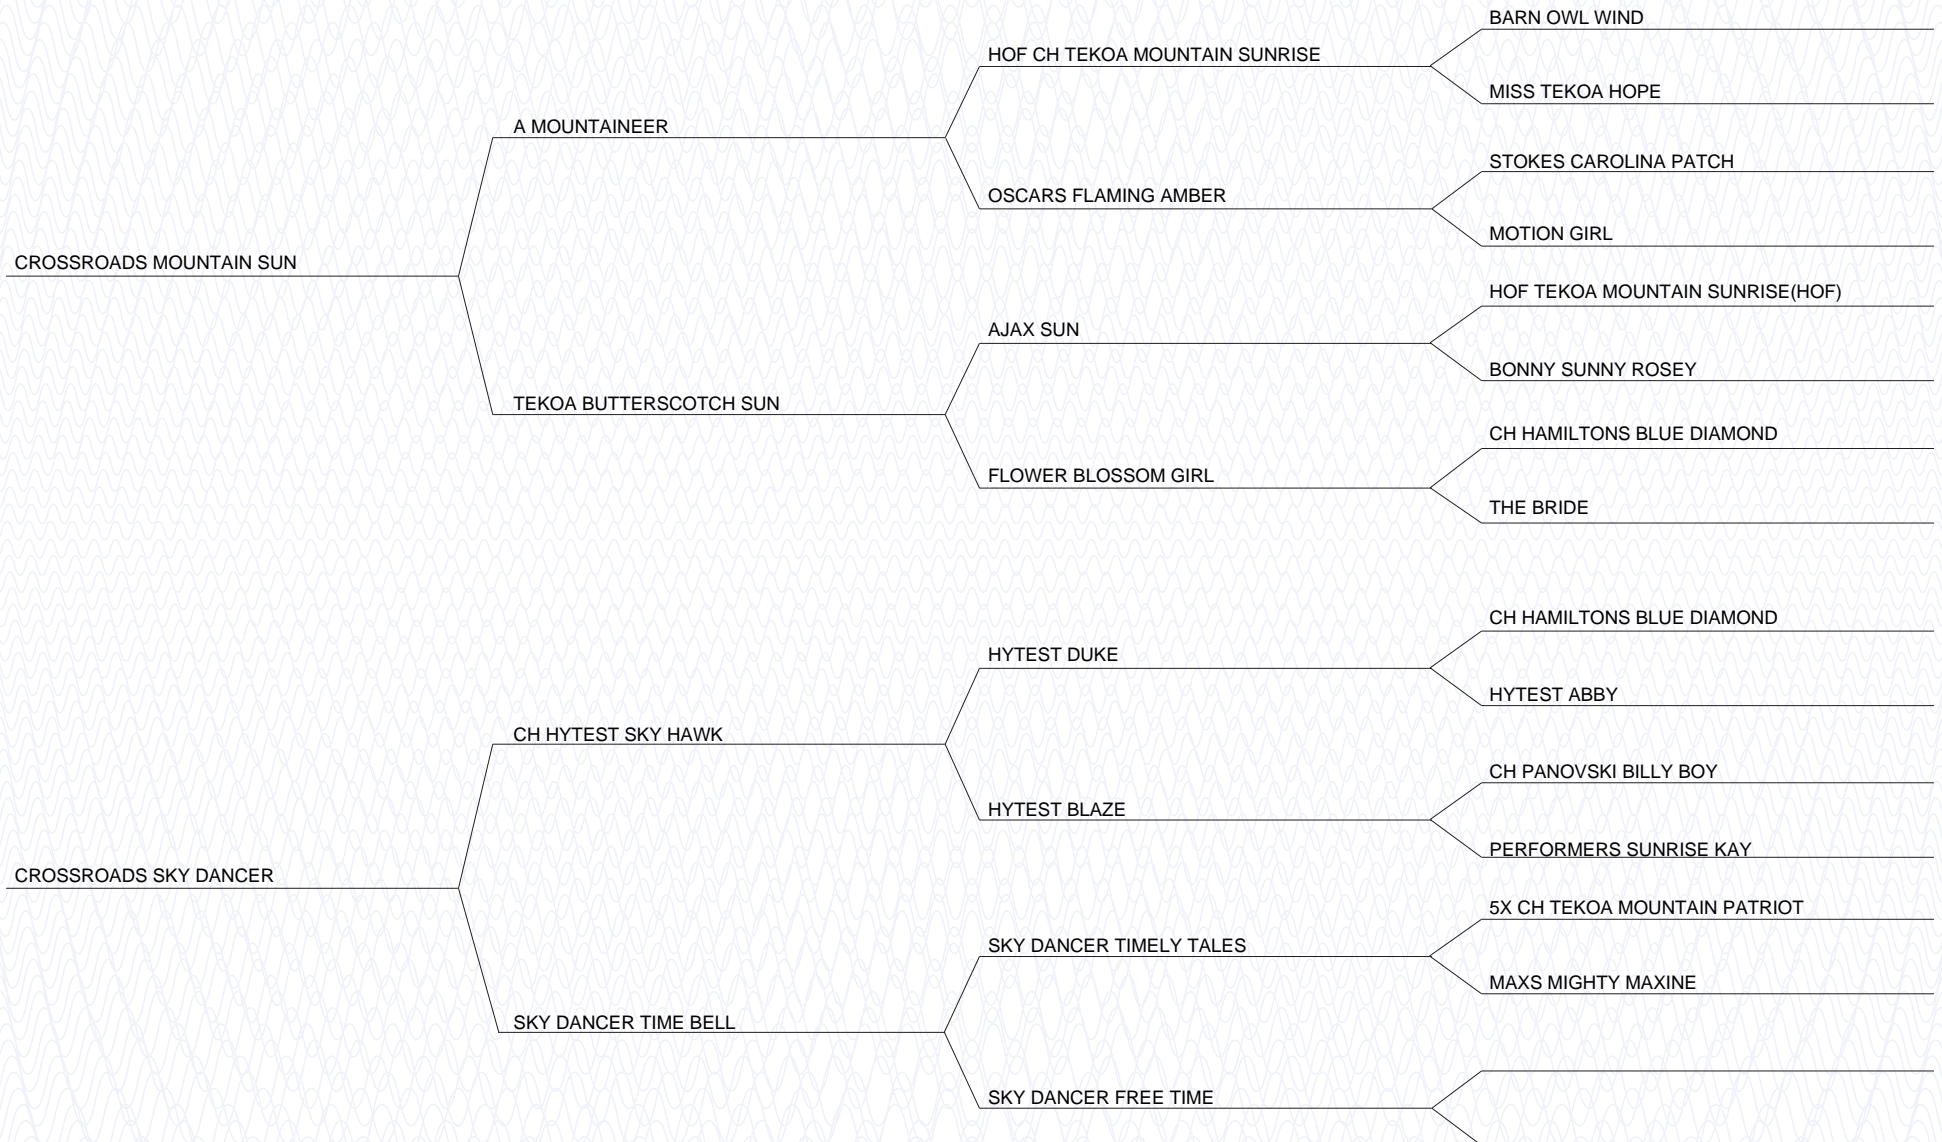 BARN OWL WIND
HOF CH TEKOA MOUNTAIN SUNRISE
MISS TEKOA HOPE
A MOUNTAINEER
STOKES CAROLINA PATCH
OSCARS FLAMING AMBER
MOTION GIRL
CROSSROADS MOUNTAIN SUN
HOF TEKOA MOUNTAIN SUNRISE(HOF)
AJAX SUN
BONNY SUNNY ROSEY
TEKOA BUTTERSCOTCH SUN
CH HAMILTONS BLUE DIAMOND
FLOWER BLOSSOM GIRL
THE BRIDE
CH HAMILTONS BLUE DIAMOND
HYTEST DUKE
HYTEST ABBY
CH HYTEST SKY HAWK
CH PANOVSKI BILLY BOY
HYTEST BLAZE
PERFORMERS SUNRISE KAY
CROSSROADS SKY DANCER
5X CH TEKOA MOUNTAIN PATRIOT
SKY DANCER TIMELY TALES
MAXS MIGHTY MAXINE
SKY DANCER TIME BELL
SKY DANCER FREE TIME